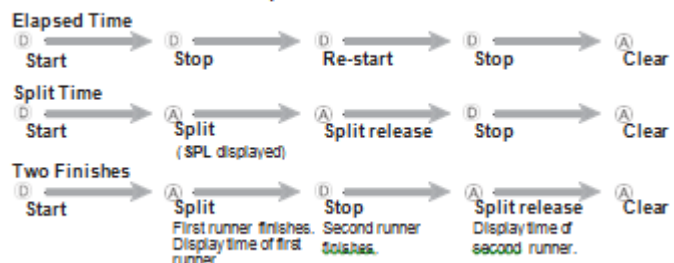 Elapsed Time
D D D D A
Start Stop Re-start Stop Clear
Split Time
D A A D A
Start Split Split release Stop Clear
(SPL displayed)
Two Finishes
D A D A A
Start Split Stop Split release Clear
First runner finishes. Second runner Display time of
Display time of first finishes. second runner.
runner